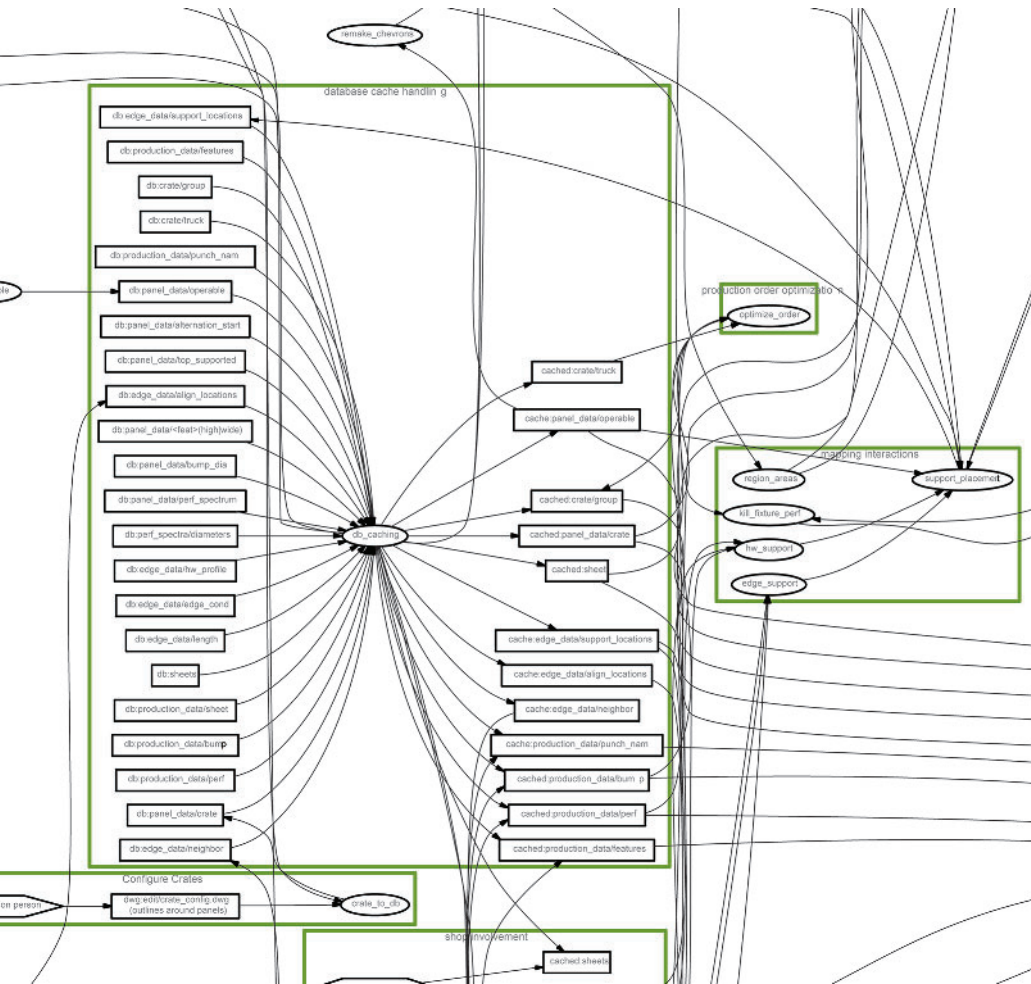 remake_chevrons
database cache handlin g
db:edge_data/support_locations
db:production_data/features
db:crate/group
db:crate/truck
db:production_data/punch_nam
ble
db:panel_data/operable
db:panel_data/alternation_start
db:panel_data/top_supported
db:edge_data/align_locations
db:panel_data/<feat>(high|wide)
db:panel_data/bump_dia
db:panel_data/perf_spectrum
db:perf_spectra/diameters
db:edge_data/hw_profile
db:edge_data/edge_cond
db:edge_data/length
db:sheets
db:production_data/sheet
db:production_data/bump
db:production_data/perf
db:panel_data/crate
db:edge_data/neighbor
db_caching
cached:crate/truck
cache:panel_data/operable
cached:crate/group
cached:panel_data/crate
cached:sheet
cache:edge_data/support_locations
cache:edge_data/align_locations
cache:edge_data/neighbor
cache:production_data/punch_nam
cached:production_data/bum p
cached:production_data/perf
cached:production_data/features
production order optimizatio n
optimize_order
mapping interactions
region_areas
support_placement
kill_fixture_perf
hw_support
edge_support
Configure Crates
on person
dwg:edit/crate_config.dwg
(outlines around panels)
crate_to_db
shop involvement
cached:sheets